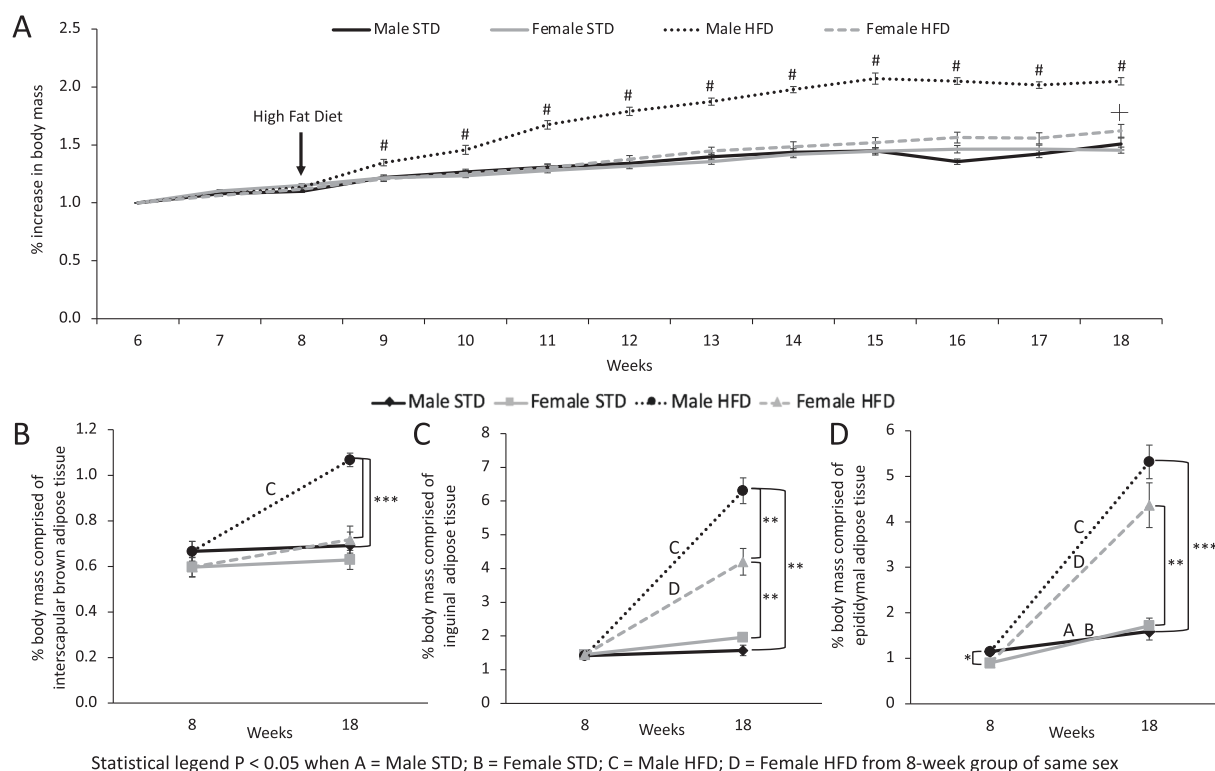 A
Male STD Female STD Male HFD Female HFD
2.5
2.0
1.5
1.0
0.5
0.0
% increase in body mass
High Fat Diet
# # # # # # # # # #
+
6 7 8 9 10 11 12 13 14 15 16 17 18
Weeks
Male STD Female STD Male HFD Female HFD
B
1.2
1.0
0.8
0.6
0.4
0.2
0.0
% body mass comprised of
interscapular brown adipose tissue
C
***
8 18
Weeks
C
8
7
6
5
4
3
2
1
0
% body mass comprised of
inguinal adipose tissue
C
D
**
**
**
8 18
Weeks
D
6
5
4
3
2
1
0
% body mass comprised of
epididymal adipose tissue
C
D
A B
*
**
***
8 18
Weeks
Statistical legend P < 0.05 when A = Male STD; B = Female STD; C = Male HFD; D = Female HFD from 8-week group of same sex